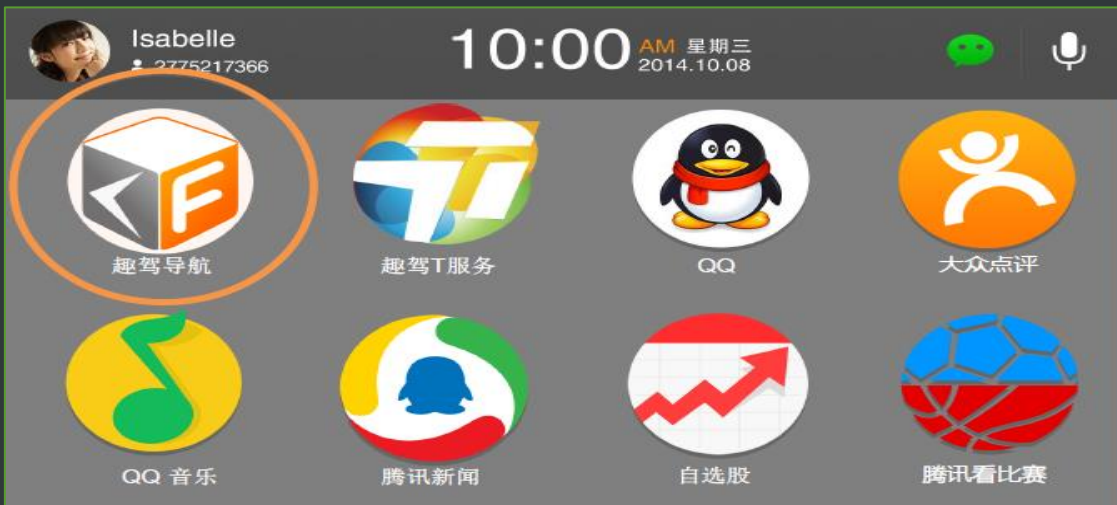 Isabelle
2775217366
10:00 AM 星期三
2014.10.08
F
趣驾导航
趣驾T服务
QQ
大众点评
QQ 音乐
腾讯新闻
自选股
腾讯看比赛